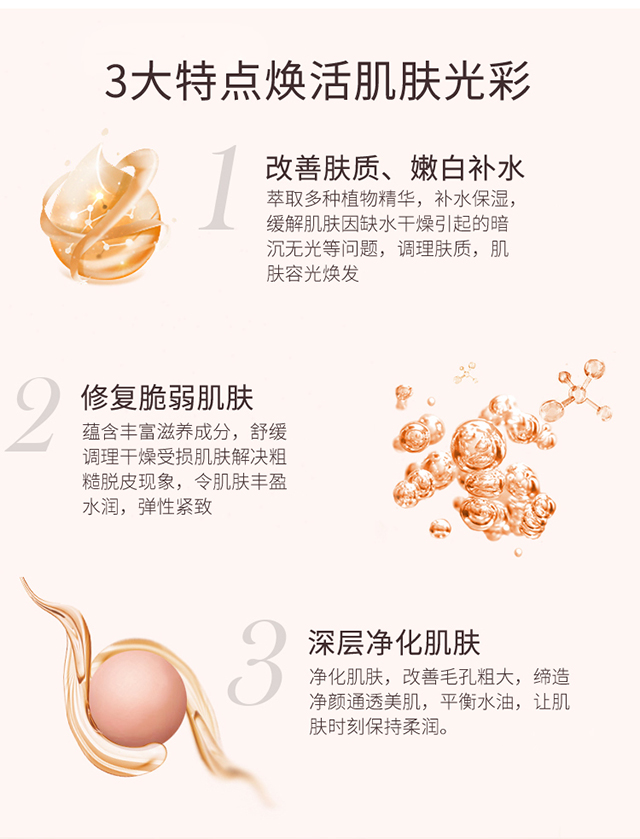 3大特点焕活肌肤光彩
1
改善肤质、嫩白补水
萃取多种植物精华，补水保湿，
缓解肌肤因缺水干燥引起的暗
沉无光等问题，调理肤质，肌
肤容光焕发
2
修复脆弱肌肤
蕴含丰富滋养成分，舒缓
调理干燥受损肌肤解决粗
糙脱皮现象，令肌肤丰盈
水润，弹性紧致
3
深层净化肌肤
净化肌肤，改善毛孔粗大，缔造
净颜通透美肌，平衡水油，让肌
肤时刻保持柔润。